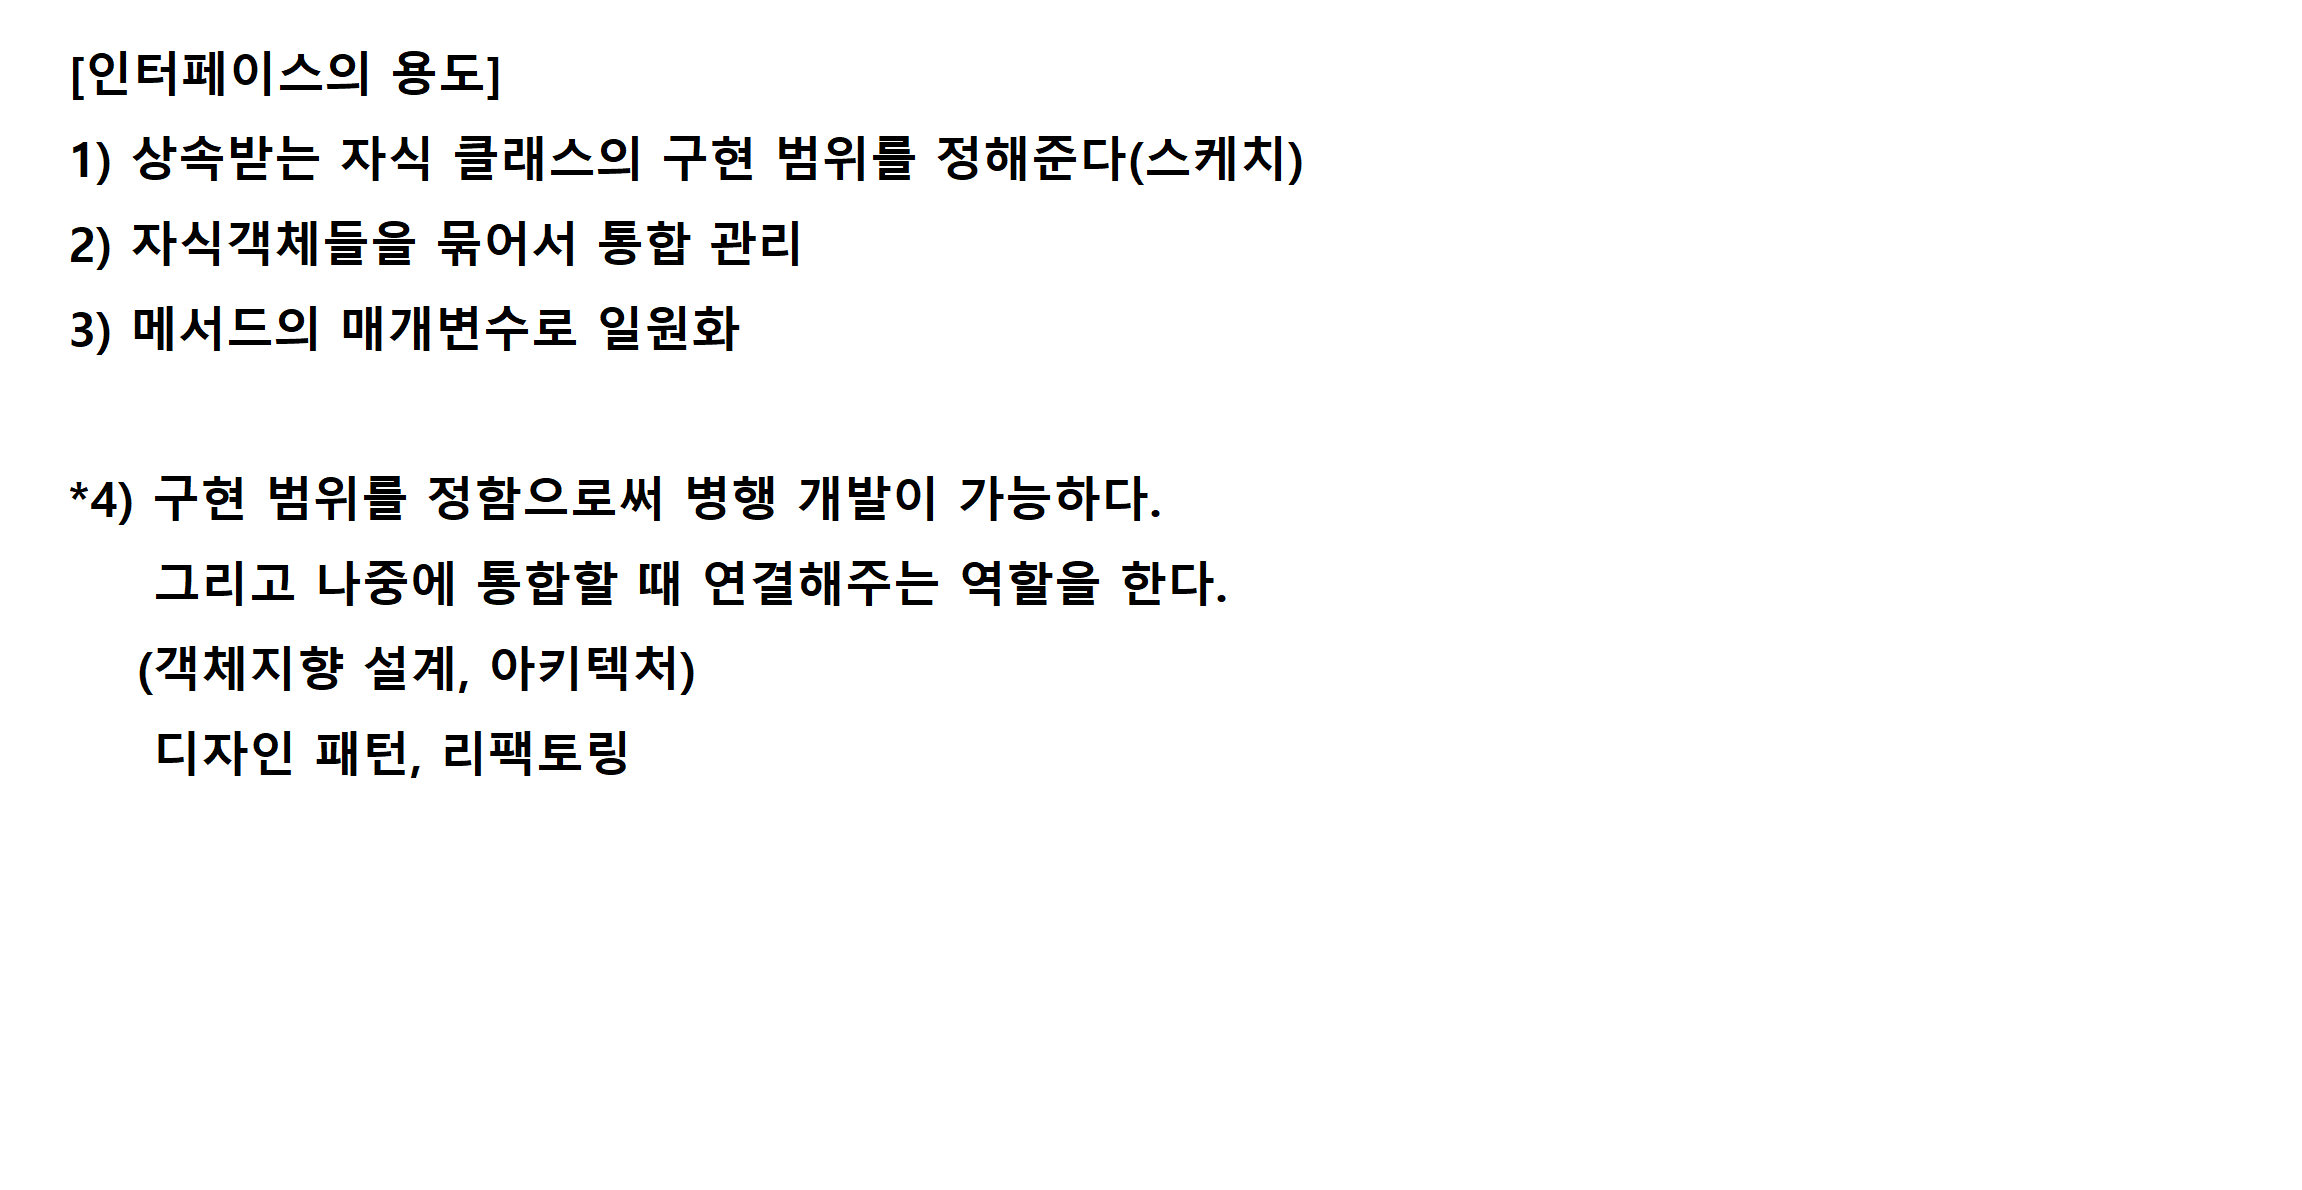 [인터페이스의 용도]
1) 상속받는 자식 클래스의 구현 범위를 정해준다(스케치)
2) 자식객체들을 묶어서 통합 관리
3) 메서드의 매개변수로 일원화
*4) 구현 범위를 정함으로써 병행 개발이 가능하다.
그리고 나중에 통합할 때 연결해주는 역할을 한다.
(객체지향 설계, 아키텍처)
디자인 패턴, 리팩토링